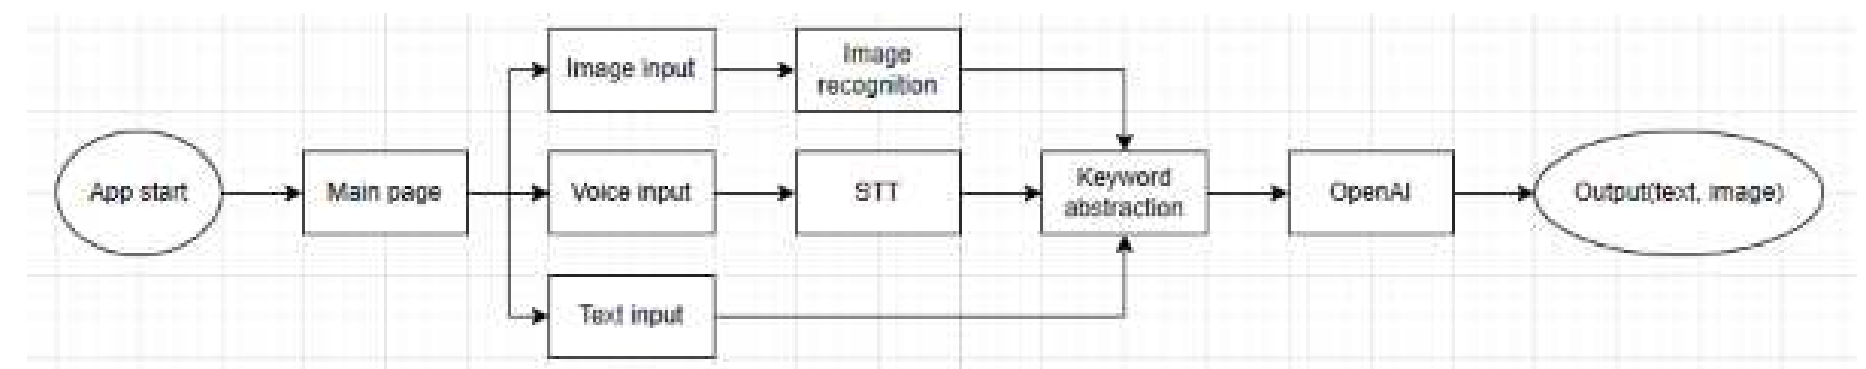 App start
Main page
Image input
Image
recognition
Voice input
STT
Text input
Keyword
abstraction
OpenAI
Output(text, image)